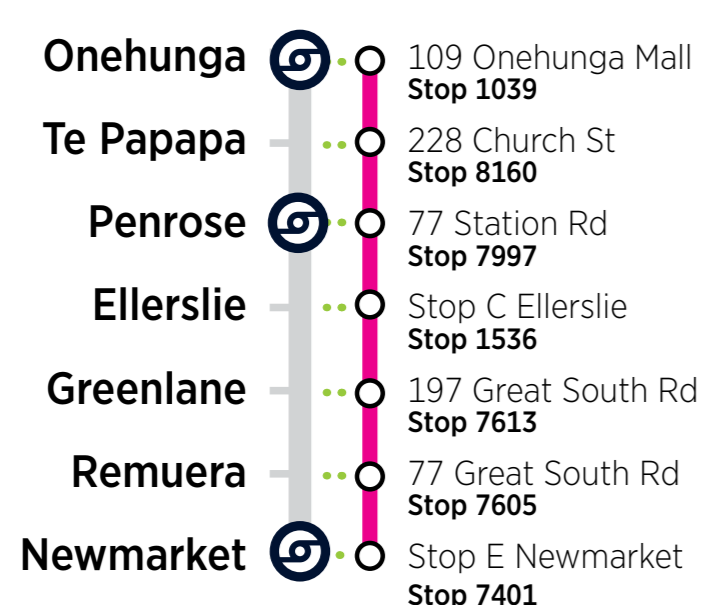 Onehunga
109 Onehunga Mall
Stop 1039
Te Papapa
228 Church St
Stop 8160
Penrose
77 Station Rd
Stop 7997
Ellerslie
Stop C Ellerslie
Stop 1536
Greenlane
197 Great South Rd
Stop 7613
Remuera
77 Great South Rd
Stop 7605
Newmarket
Stop E Newmarket
Stop 7401